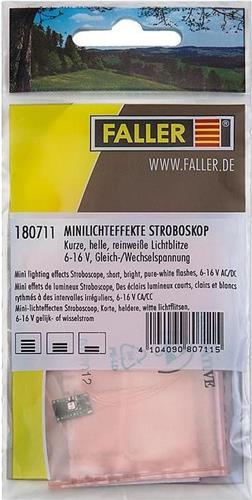 FALLER
WWW.FALLER.DE
180711 MINILICHTEFFEKTE STROBOSKOP
Kurze, helle, reinweiße Lichtblitze
6-16 V, Gleich-/Wechselspannung
Mini lighting effects Stroboscope, short, bright, pure-white flashes, 6-16 V AC/DC
Mini effets de lumineux Stroboscope, Des éclairs lumineux courts, clairs et blancs
rythmés à des intervalles irréguliers, 6-16 V CA/CC
Mini-lichteffecten Stroboscoop, Korte, heldere, witte lichtflitsen,
6-16 V gelijk- of wisselstrom
4 104090 807115